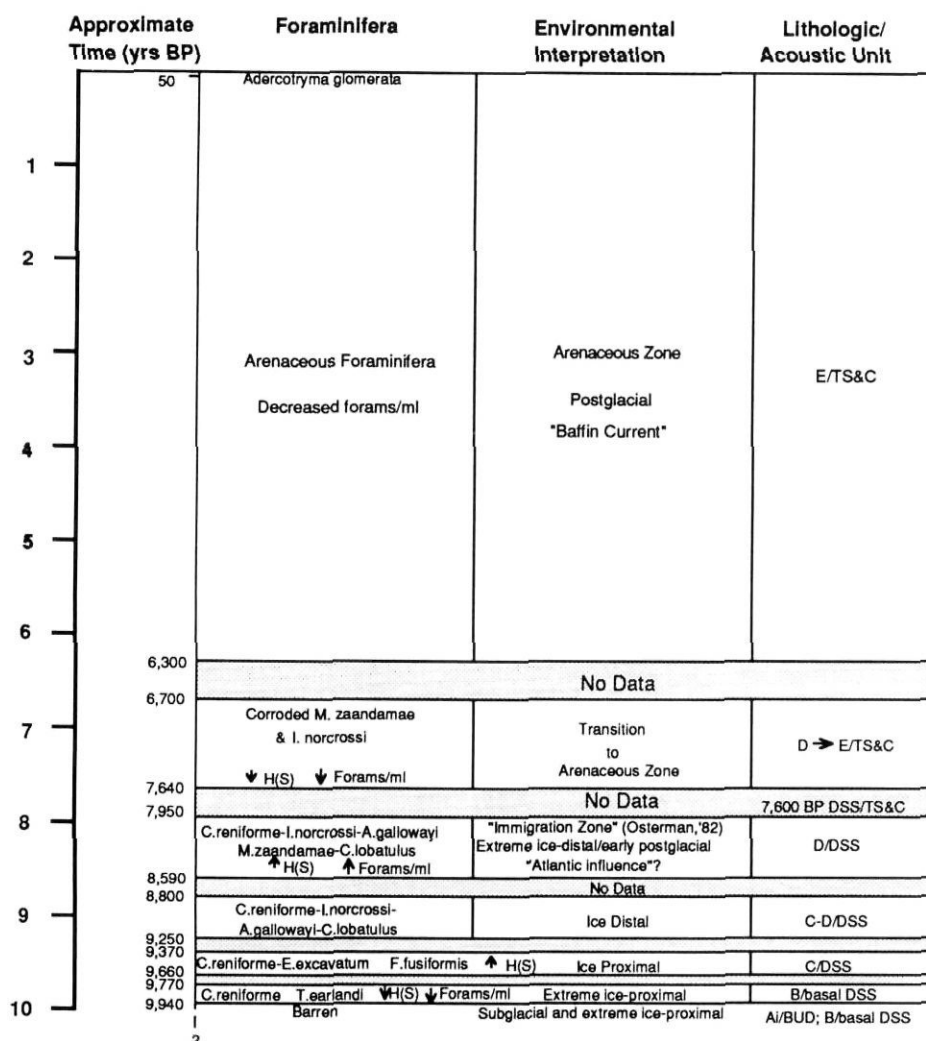 Approximate Time (yrs BP)
Foraminifera
Environmental Interpretation
Lithologic/ Acoustic Unit
50
Adercotryma glomerata
1
2
3
4
5
6
7
8
9
10
Arenaceous Foraminifera
Decreased forams/ml
Arenaceous Zone
Postglacial
"Baffin Current"
E/TS&C
6,300
No Data
6,700
Corroded M. zaandamae
& I. norcrossi
↓ H(S) ↓ Forams/ml
Transition
to
Arenaceous Zone
D → E/TS&C
7,640
No Data
7,600 BP DSS/TS&C
7,950
C.reniforme-I.norcrossi-A.gallowayi
M.zaandamae-C.lobatulus
↑ H(S) ↑ Forams/ml
"Immigration Zone" (Osterman,'82)
Extreme ice-distal/early postglacial
"Atlantic influence"?
D/DSS
8,590
No Data
8,800
C.reniforme-I.norcrossi-
A.gallowayi-C.lobatulus
Ice Distal
C-D/DSS
9,250
9,370
C.reniforme-E.excavatum F.fusiformis ↑ H(S)
Ice Proximal
C/DSS
9,660
9,770
C.reniforme T.earlandi ↓H(S) ↓ Forams/ml
Extreme ice-proximal
B/basal DSS
9,940
Barren
Subglacial and extreme ice-proximal
Ai/BUD; B/basal DSS
?